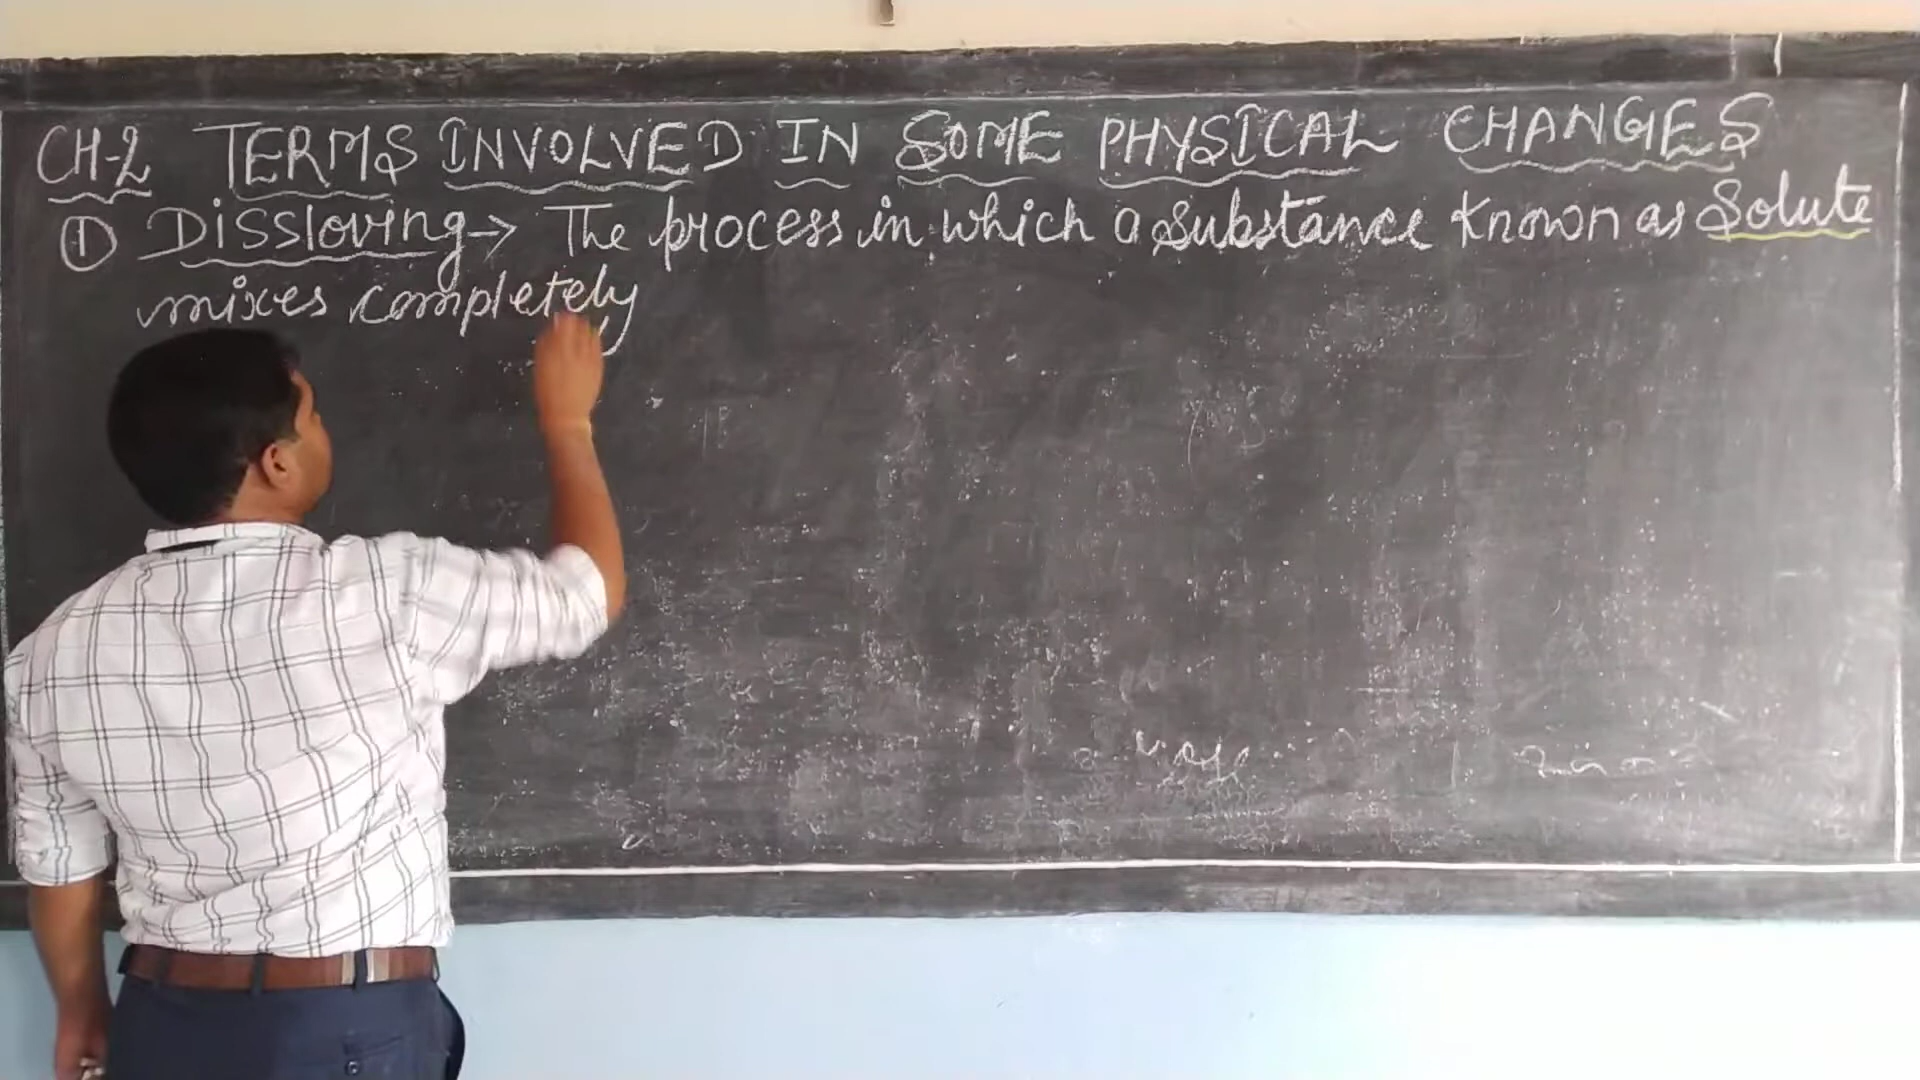 CH-2 TERMS INVOLVED IN SOME PHYSICAL CHANGES
① Dissloving → The process in which a substance known as Solute
mixes completely